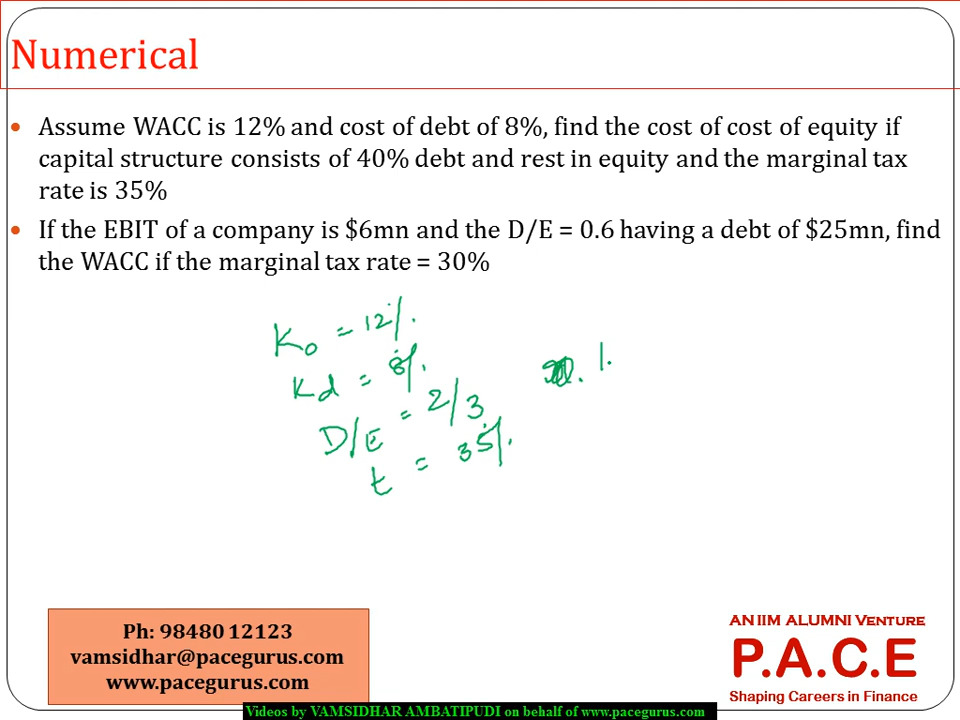 Numerical
• Assume WACC is 12% and cost of debt of 8%, find the cost of cost of equity if
capital structure consists of 40% debt and rest in equity and the marginal tax
rate is 35%
• If the EBIT of a company is $6mn and the D/E = 0.6 having a debt of $25mn, find
the WACC if the marginal tax rate = 30%
Ko = 12%.
Kd = 8%.
D/E = 2/3
t = 35%.
Ph: 98480 12123
vamsidhar@pacegurus.com
www.pacegurus.com
AN IIM ALUMNI VENTURE
P.A.C.E
Shaping Careers in Finance
Videos by VAMSIDHAR AMBATIPUDI on behalf of www.pacegurus.com